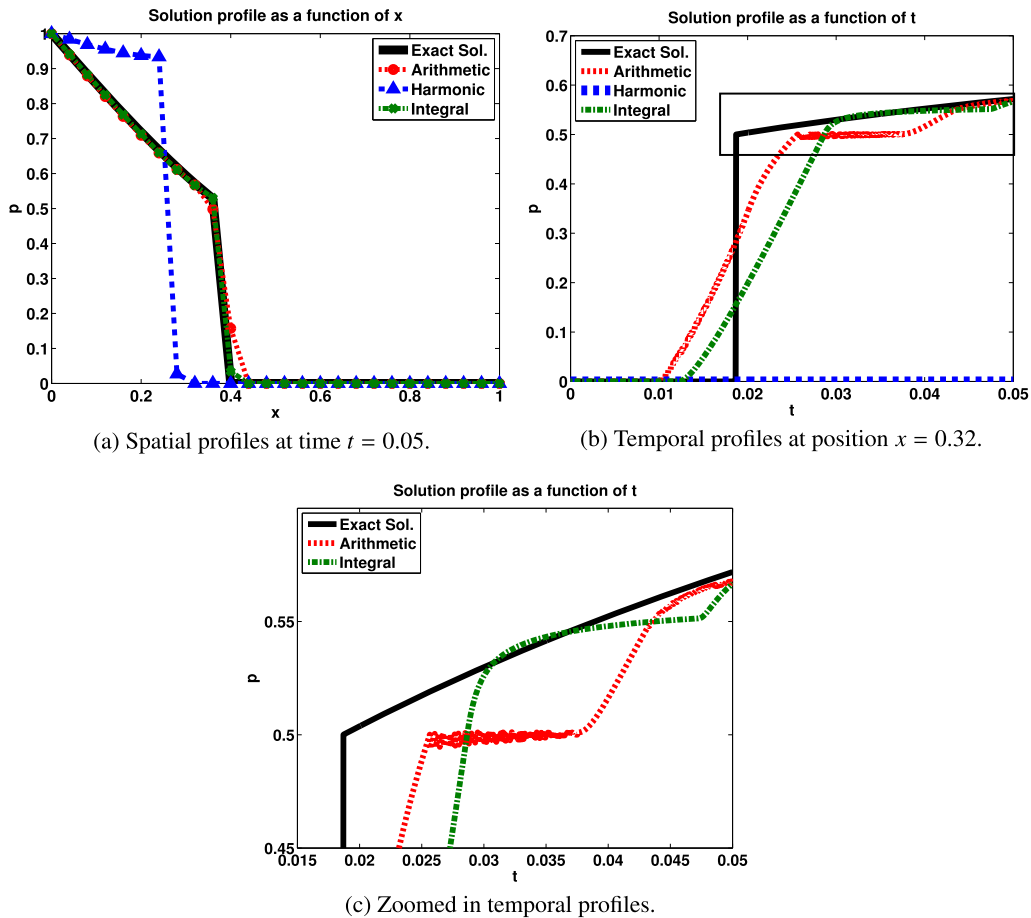 Solution profile as a function of x
Exact Sol.
Arithmetic
Harmonic
Integral
1
0.9
0.8
0.7
0.6
0.5
0.4
0.3
0.2
0.1
0
p
0 0.2 0.4 0.6 0.8 1
x
(a) Spatial profiles at time t = 0.05.
Solution profile as a function of t
Exact Sol.
Arithmetic
Harmonic
Integral
0.7
0.6
0.5
0.4
0.3
0.2
0.1
0
p
0 0.01 0.02 0.03 0.04 0.05
t
(b) Temporal profiles at position x = 0.32.
Solution profile as a function of t
Exact Sol.
Arithmetic
Integral
0.55
0.5
0.45
p
0.015 0.02 0.025 0.03 0.035 0.04 0.045 0.05
t
(c) Zoomed in temporal profiles.